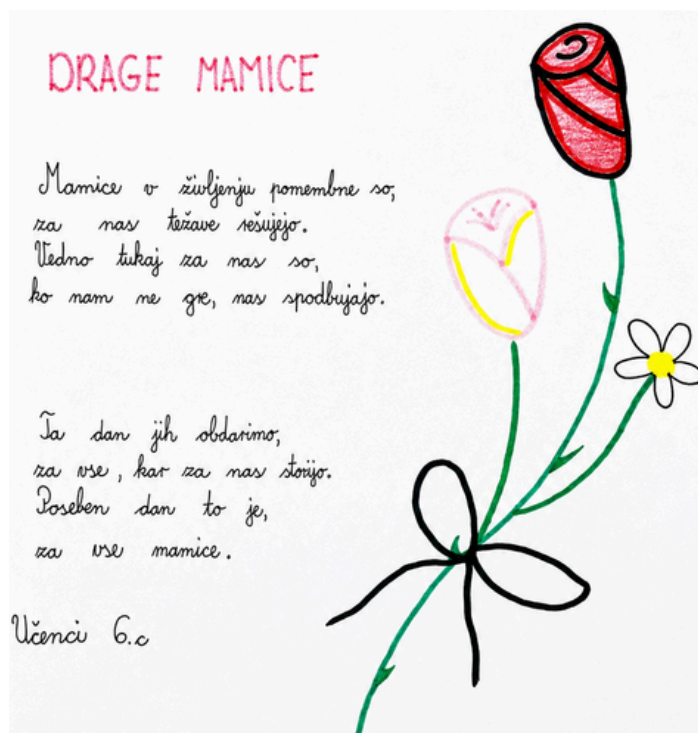 DRAGE MAMICE
Mamice v življenju pomembne so,
za nas težave rešujejo.
Vedno tukaj za nas so,
ko nam ne gre, nas spodbujajo.
Ta dan jih obdarimo,
za vse, kar za nas storijo.
Poseben dan to je,
za vse mamice.
Učenci 6.c